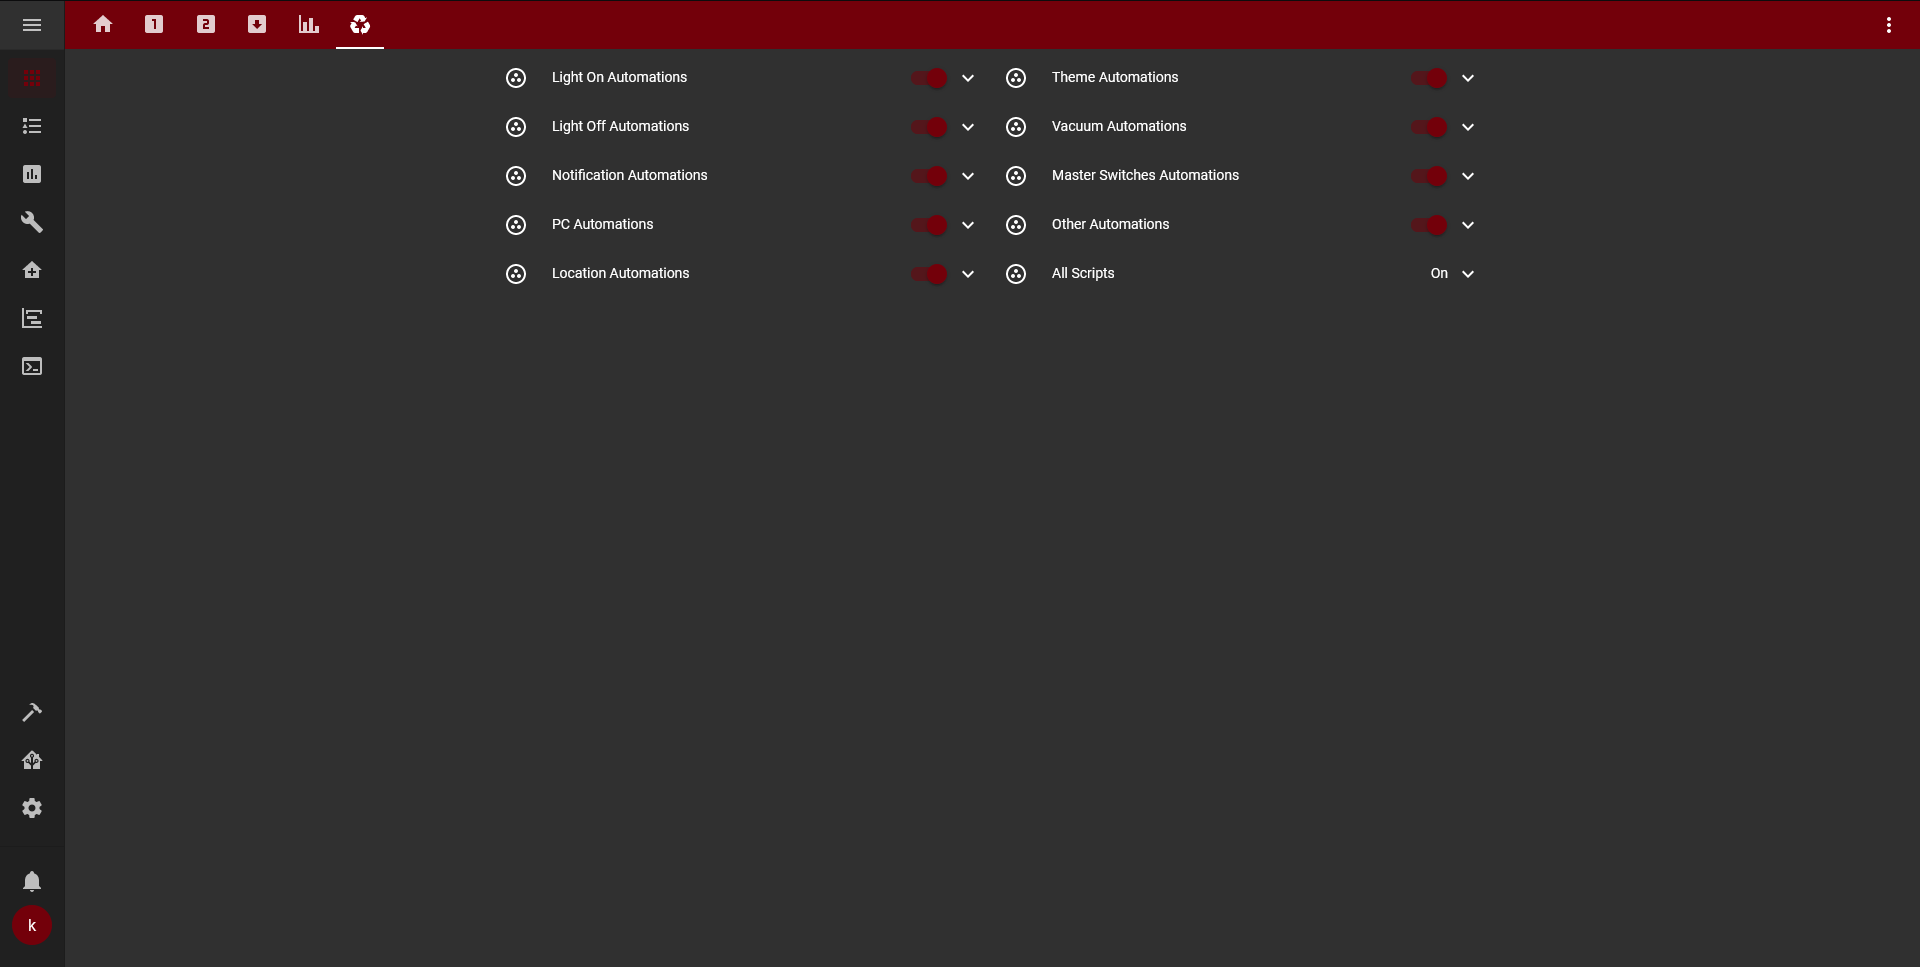 1
2
Light On Automations
Light Off Automations
Notification Automations
PC Automations
Location Automations
Theme Automations
Vacuum Automations
Master Switches Automations
Other Automations
All Scripts On
k